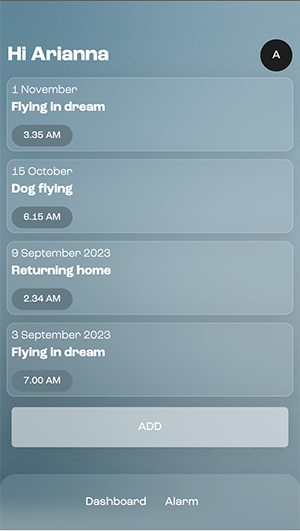 Hi Arianna
A
1 November
Flying in dream
3.35 AM
15 October
Dog flying
6.15 AM
9 September 2023
Returning home
2.34 AM
3 September 2023
Flying in dream
7.00 AM
ADD
Dashboard Alarm